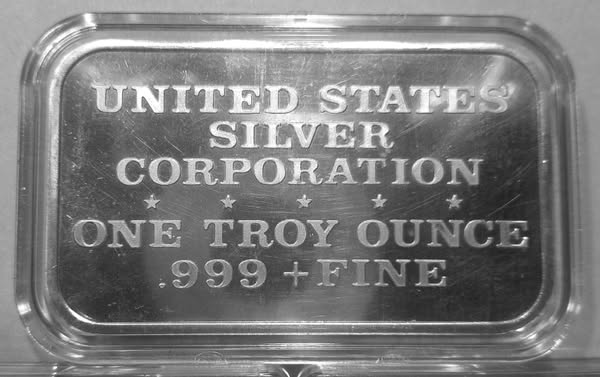 UNITED STATES
SILVER
CORPORATION
ONE TROY OUNCE
.999 + FINE